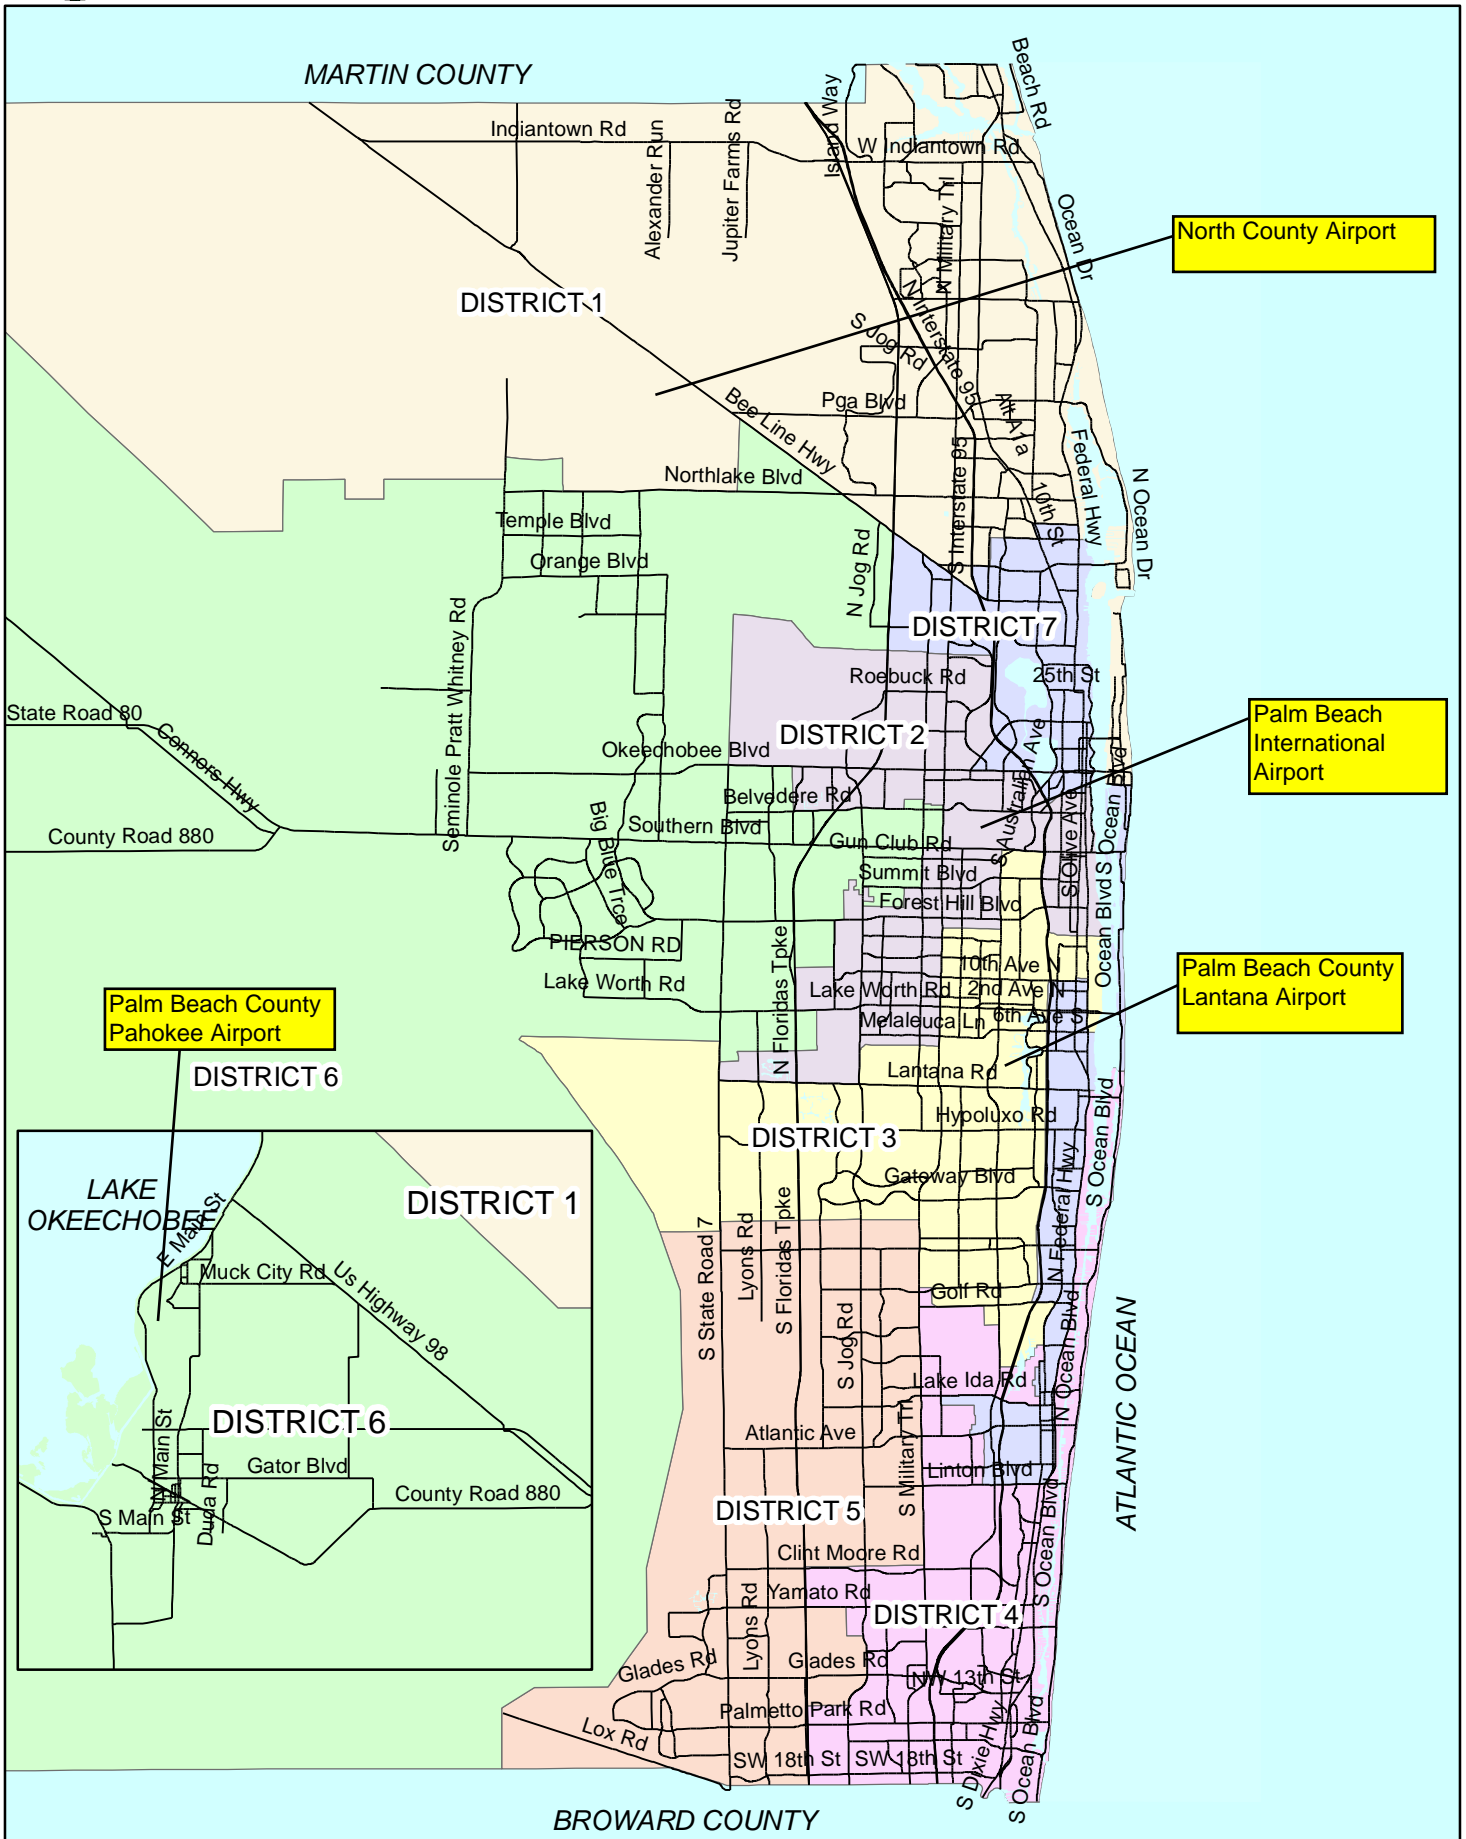 MARTIN COUNTY
Beach Rd
Island Way
Indiantown Rd
Alexander Run
Jupiter Farms Rd
W Indiantown Rd
N Military Trl
Ocean Dr
North County Airport
DISTRICT 1
N Interstate 95
S Jog Rd
Pga Blvd
Alt A1a
Bee Line Hwy
Federal Hwy
Northlake Blvd
S Interstate 95
10th St
N Ocean Dr
Temple Blvd
Orange Blvd
N Jog Rd
Seminole Pratt Whitney Rd
DISTRICT 7
Roebuck Rd
25th St
State Road 80
Connors Hwy
DISTRICT 2
Okeechobee Blvd
Palm Beach
International
Airport
S Australian Ave
S Ocean Blvd
Belvedere Rd
Big Blue Trce
Southern Blvd
County Road 880
Gun Club Rd
S Olive Ave
Summit Blvd
Forest Hill Blvd
Ocean Blvd
PIERSON RD
Lake Worth Rd
N Floridas Tpke
10th Ave N
Lake Worth Rd
2nd Ave N
Melaleuca Ln
6th Ave S
Palm Beach County
Lantana Airport
Palm Beach County
Pahokee Airport
DISTRICT 6
Lantana Rd
Hypoluxo Rd
S Ocean Blvd
DISTRICT 3
Gateway Blvd
N Federal Hwy
LAKE
OKEECHOBEE
DISTRICT 1
E Main St
Muck City Rd
Us Highway 98
S State Road 7
Lyons Rd
S Floridas Tpke
Golf Rd
S Jog Rd
N Ocean Blvd
ATLANTIC OCEAN
Lake Ida Rd
DISTRICT 6
N Main St
Gator Blvd
Duda Rd
County Road 880
S Main St
Atlantic Ave
S Military Trl
Linton Blvd
DISTRICT 5
S Ocean Blvd
Clint Moore Rd
Yamato Rd
Lyons Rd
DISTRICT 4
Glades Rd
Glades Rd
NW 13th St
Palmetto Park Rd
Lox Rd
SW 18th St
SW 18th St
S Dixie Hwy
S Ocean Blvd
BROWARD COUNTY